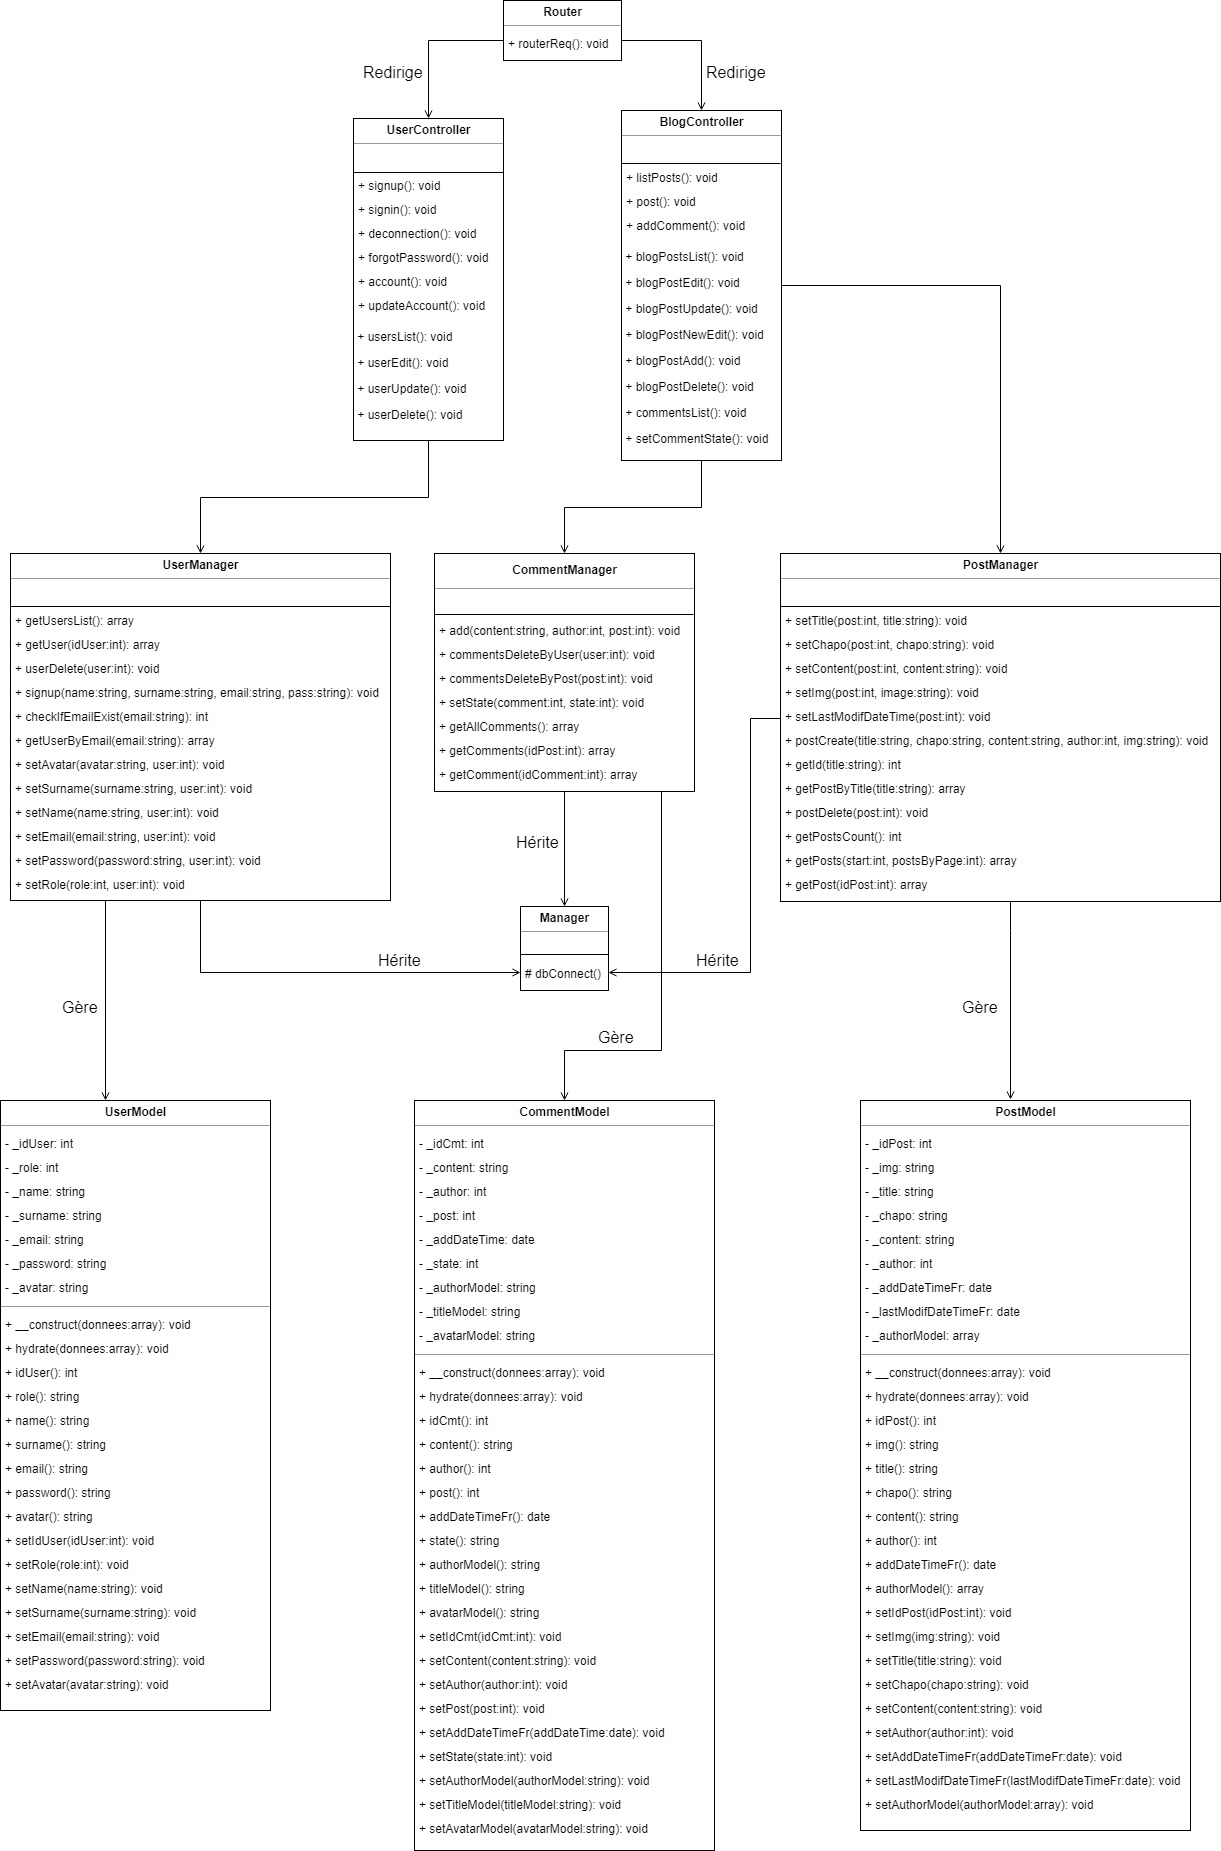 Router
+ routerReq(): void
Redirige
Redirige
UserController
+ signup(): void
+ signin(): void
+ deconnection(): void
+ forgotPassword(): void
+ account(): void
+ updateAccount(): void
+ usersList(): void
+ userEdit(): void
+ userUpdate(): void
+ userDelete(): void
BlogController
+ listPosts(): void
+ post(): void
+ addComment(): void
+ blogPostsList(): void
+ blogPostEdit(): void
+ blogPostUpdate(): void
+ blogPostNewEdit(): void
+ blogPostAdd(): void
+ blogPostDelete(): void
+ commentsList(): void
+ setCommentState(): void
UserManager
+ getUsersList(): array
+ getUser(idUser:int): array
+ userDelete(user:int): void
+ signup(name:string, surname:string, email:string, pass:string): void
+ checkIfEmailExist(email:string): int
+ getUserByEmail(email:string): array
+ setAvatar(avatar:string, user:int): void
+ setSurname(surname:string, user:int): void
+ setName(name:string, user:int): void
+ setEmail(email:string, user:int): void
+ setPassword(password:string, user:int): void
+ setRole(role:int, user:int): void
CommentManager
+ add(content:string, author:int, post:int): void
+ commentsDeleteByUser(user:int): void
+ commentsDeleteByPost(post:int): void
+ setState(comment:int, state:int): void
+ getAllComments(): array
+ getComments(idPost:int): array
+ getComment(idComment:int): array
PostManager
+ setTitle(post:int, title:string): void
+ setChapo(post:int, chapo:string): void
+ setContent(post:int, content:string): void
+ setImg(post:int, image:string): void
+ setLastModifDateTime(post:int): void
+ postCreate(title:string, chapo:string, content:string, author:int, img:string): void
+ getId(title:string): int
+ getPostByTitle(title:string): array
+ postDelete(post:int): void
+ getPostsCount(): int
+ getPosts(start:int, postsByPage:int): array
+ getPost(idPost:int): array
Hérite
Manager
# dbConnect()
Hérite
Hérite
Gère
Gère
Gère
UserModel
- _idUser: int
- _role: int
- _name: string
- _surname: string
- _email: string
- _password: string
- _avatar: string
+ __construct(donnees:array): void
+ hydrate(donnees:array): void
+ idUser(): int
+ role(): string
+ name(): string
+ surname(): string
+ email(): string
+ password(): string
+ avatar(): string
+ setIdUser(idUser:int): void
+ setRole(role:int): void
+ setName(name:string): void
+ setSurname(surname:string): void
+ setEmail(email:string): void
+ setPassword(password:string): void
+ setAvatar(avatar:string): void
CommentModel
- _idCmt: int
- _content: string
- _author: int
- _post: int
- _addDateTime: date
- _state: int
- _authorModel: string
- _titleModel: string
- _avatarModel: string
+ __construct(donnees:array): void
+ hydrate(donnees:array): void
+ idCmt(): int
+ content(): string
+ author(): int
+ post(): int
+ addDateTimeFr(): date
+ state(): string
+ authorModel(): string
+ titleModel(): string
+ avatarModel(): string
+ setIdCmt(idCmt:int): void
+ setContent(content:string): void
+ setAuthor(author:int): void
+ setPost(post:int): void
+ setAddDateTimeFr(addDateTime:date): void
+ setState(state:int): void
+ setAuthorModel(authorModel:string): void
+ setTitleModel(titleModel:string): void
+ setAvatarModel(avatarModel:string): void
PostModel
- _idPost: int
- _img: string
- _title: string
- _chapo: string
- _content: string
- _author: int
- _addDateTimeFr: date
- _lastModifDateTimeFr: date
- _authorModel: array
+ __construct(donnees:array): void
+ hydrate(donnees:array): void
+ idPost(): int
+ img(): string
+ title(): string
+ chapo(): string
+ content(): string
+ author(): int
+ addDateTimeFr(): date
+ authorModel(): array
+ setIdPost(idPost:int): void
+ setImg(img:string): void
+ setTitle(title:string): void
+ setChapo(chapo:string): void
+ setContent(content:string): void
+ setAuthor(author:int): void
+ setAddDateTimeFr(addDateTimeFr:date): void
+ setLastModifDateTimeFr(lastModifDateTimeFr:date): void
+ setAuthorModel(authorModel:array): void